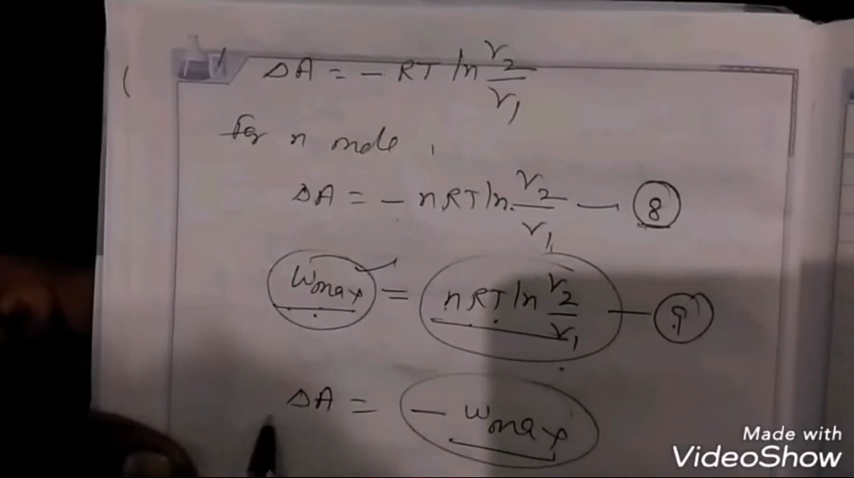 ΔA = - RT ln V₂/V₁
For n mole,
ΔA = - nRT ln V₂/V₁ — ⑧
Wmax = nRT ln V₂/V₁ — ⑨
ΔA = - Wmax
Made with
VideoShow